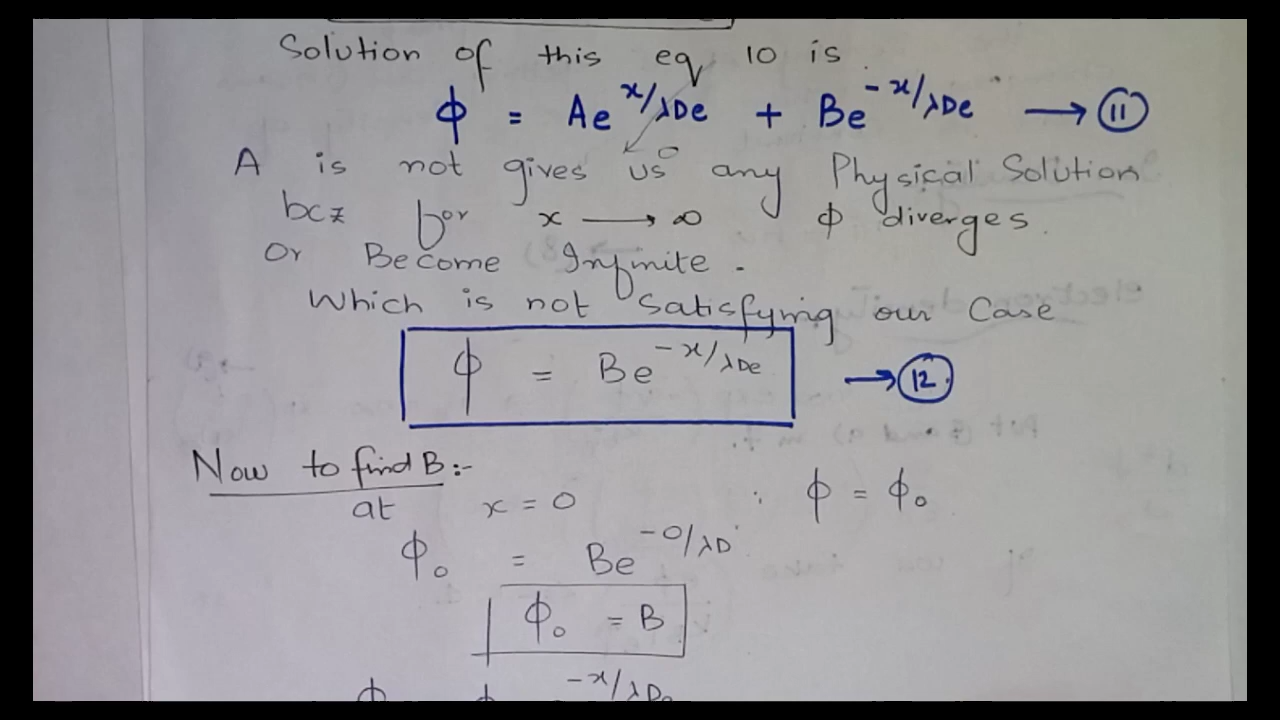 Solution of this eq 10 is
ϕ = Ae^{x/λDe} + Be^{-x/λDe} → (11)
A is not gives us any Physical Solution
bcz for x → ∞ ϕ diverges
Or Become Infinite.
Which is not Satisfying our Case
ϕ = Be^{-x/λDe} → (12)
Now to find B:-
at x = 0 ϕ = ϕ₀
ϕ₀ = Be^{-0/λD}
ϕ₀ = B